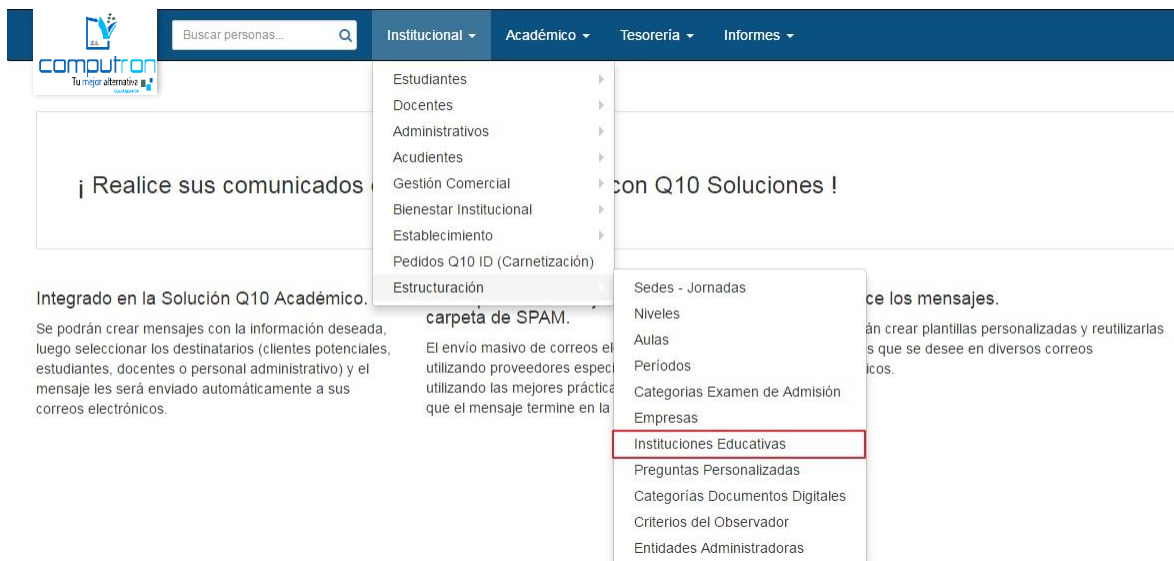 Buscar personas...
Institucional
Académico
Tesorería
Informes
computron
Tu mejor alternativa
Estudiantes
Docentes
Administrativos
Acudientes
Gestión Comercial
Bienestar Institucional
Establecimiento
Pedidos Q10 ID (Carnetización)
Estructuración
Sedes - Jornadas
Niveles
Aulas
Períodos
Categorias Examen de Admisión
Empresas
Instituciones Educativas
Preguntas Personalizadas
Categorías Documentos Digitales
Criterios del Observador
Entidades Administradoras
¡ Realice sus comunicados
con Q10 Soluciones !
Integrado en la Solución Q10 Académico.
Se podrán crear mensajes con la información deseada,
luego seleccionar los destinatarios (clientes potenciales,
estudiantes, docentes o personal administrativo) y el
mensaje les será enviado automáticamente a sus
correos electrónicos.
carpeta de SPAM.
El envío masivo de correos
utilizando proveedores
utilizando las mejores
que el mensaje termine en la
los mensajes.
crear plantillas personalizadas y reutilizarlas
que se desee en diversos correos